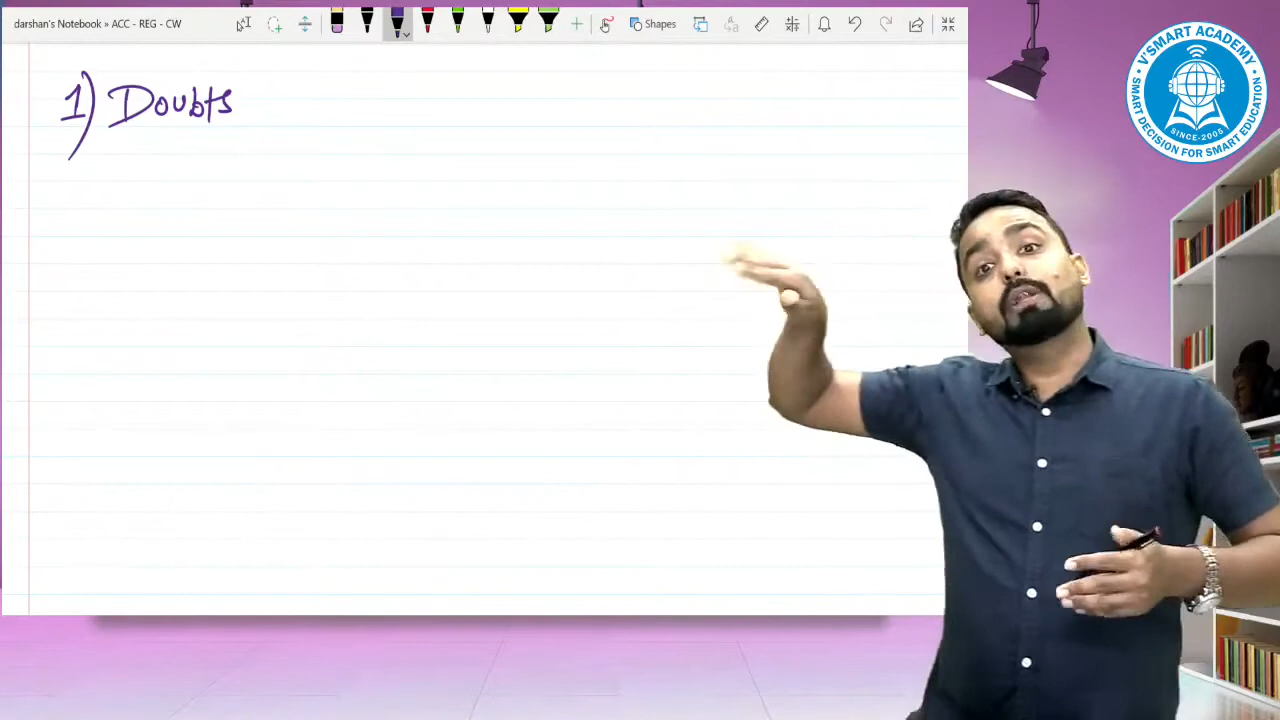 darshan's Notebook » ACC - REG - CW
Shapes
1) Doubts
V'SMART ACADEMY
SINCE-2005
SMART DECISION FOR SMART EDUCATION